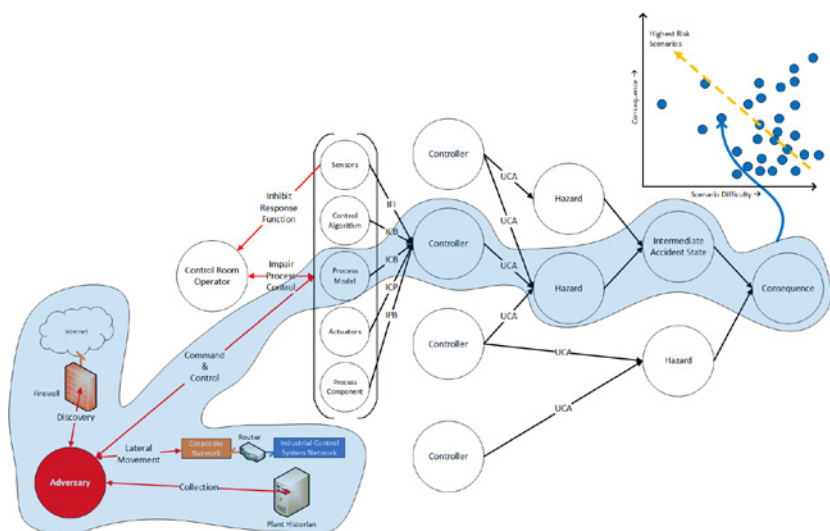 Highest Risk
Scenarios
Consequence →
Scenario Difficulty →
Sensors
Control
Algorithm
Process
Model
Actuators
Process
Component
IFI
ICB
ICP
IPB
Inhibit
Response
Function
Control Room
Operator
Impair
Process
Control
Controller
Controller
Controller
Controller
UCA
UCA
UCA
UCA
UCA
UCA
Hazard
Hazard
Hazard
Intermediate
Accident State
Consequence
Internet
Firewall
Discovery
Command
&
Control
Lateral
Movement
Corporate
Network
Router
Industrial Control
System Network
Adversary
Collection
Plant Historian